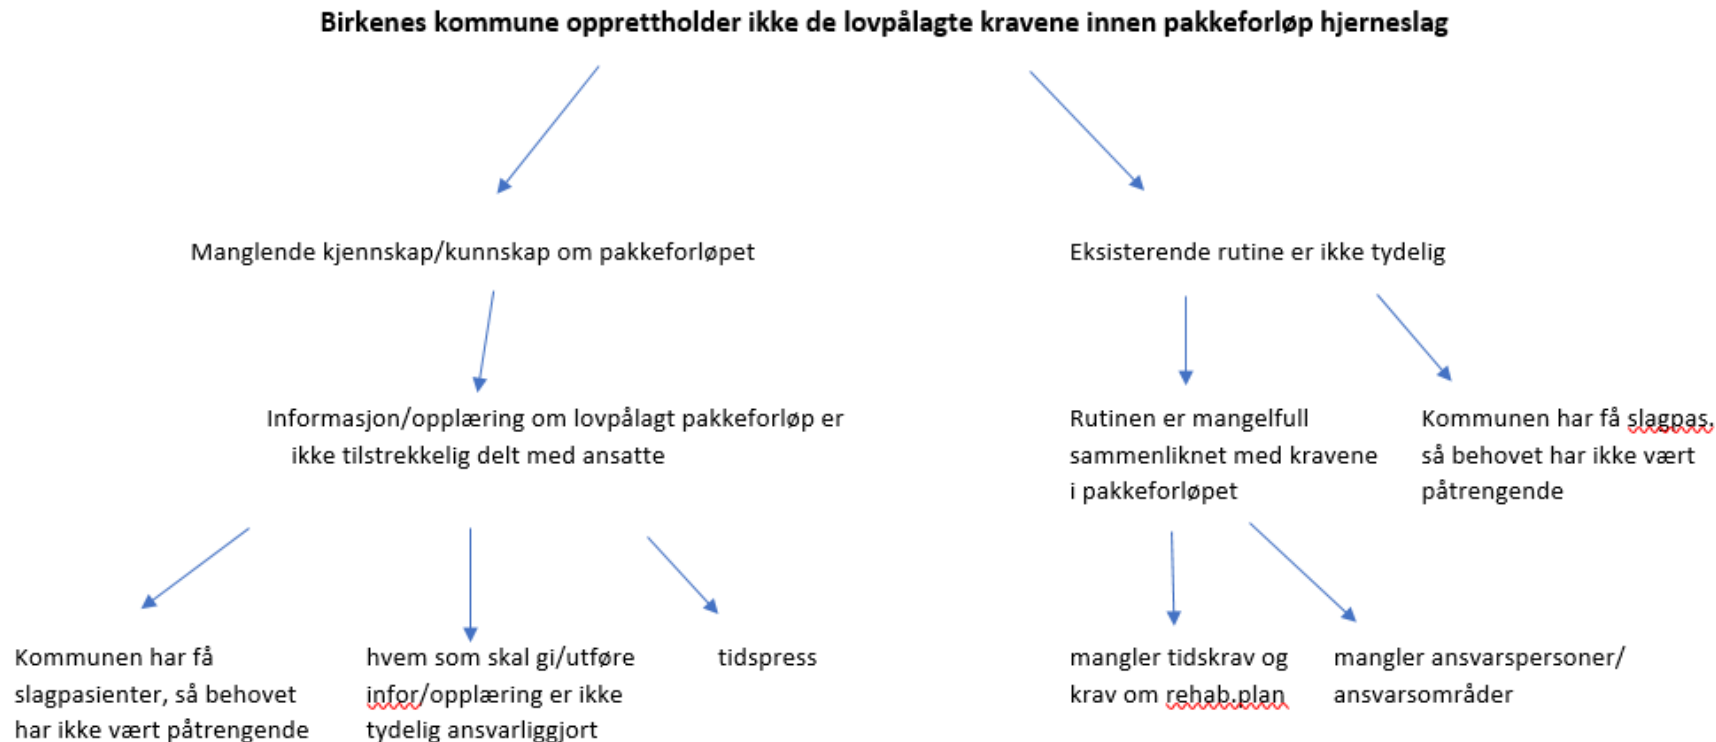 Birkenes kommune opprettholder ikke de lovpålagte kravene innen pakkeforløp hjerneslag
Manglende kjennskap/kunnskap om pakkeforløpet
Eksisterende rutine er ikke tydelig
Informasjon/opplæring om lovpålagt pakkeforløp er
ikke tilstrekkelig delt med ansatte
Rutinen er mangelfull
sammenliknet med kravene
i pakkeforløpet
Kommunen har få slagpas.
så behovet har ikke vært
påtrengende
Kommunen har få
slagpasienter, så behovet
har ikke vært påtrengende
hvem som skal gi/utføre
infor/opplæring er ikke
tydelig ansvarliggjort
tidspress
mangler tidskrav og
krav om rehab.plan
mangler ansvarspersoner/
ansvarsområder